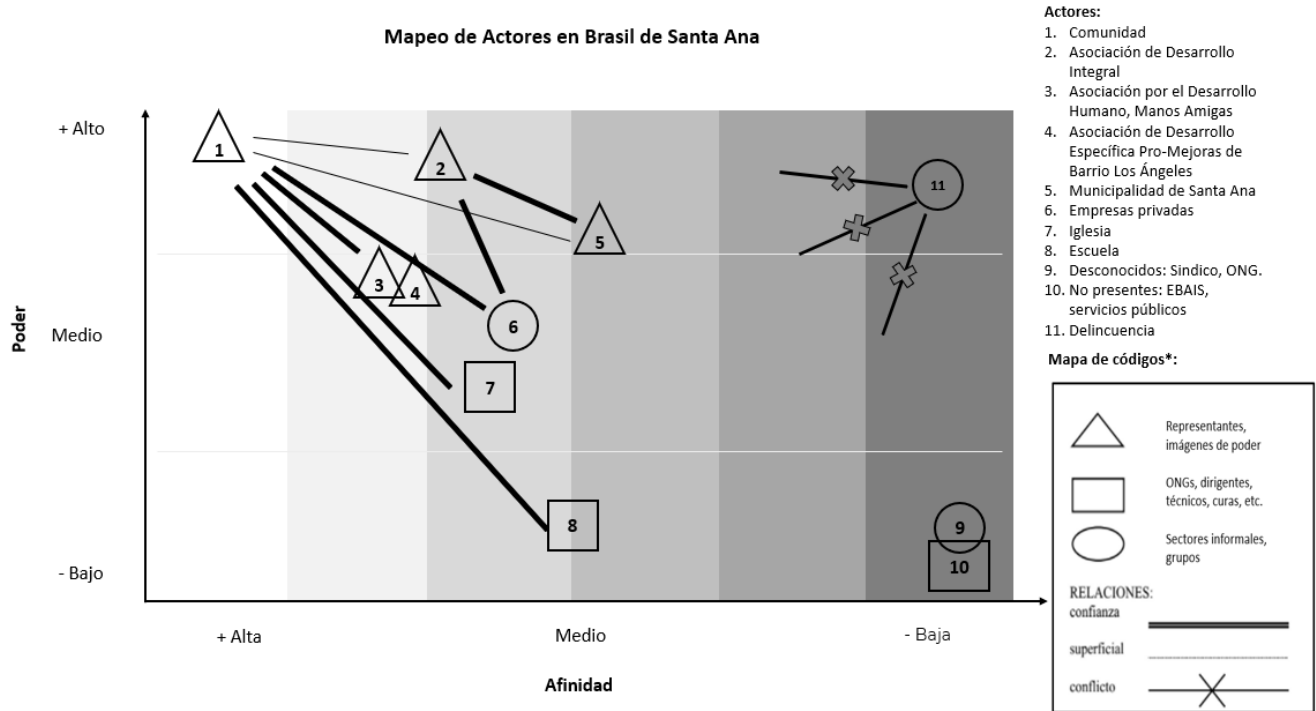 Mapeo de Actores en Brasil de Santa Ana
Poder
+ Alto
Medio
- Bajo
1
2
3
4
5
6
7
8
9
10
11
+ Alta
Medio
- Baja
Afinidad
Actores:
1. Comunidad
2. Asociación de Desarrollo
Integral
3. Asociación por el Desarrollo
Humano, Manos Amigas
4. Asociación de Desarrollo
Específica Pro-Mejoras de
Barrio Los Ángeles
5. Municipalidad de Santa Ana
6. Empresas privadas
7. Iglesia
8. Escuela
9. Desconocidos: Sindico, ONG.
10. No presentes: EBAIS,
servicios públicos
11. Delincuencia
Mapa de códigos*:
Representantes,
imágenes de poder
ONGs, dirigentes,
técnicos, curas, etc.
Sectores informales,
grupos
RELACIONES:
confianza
superficial
conflicto